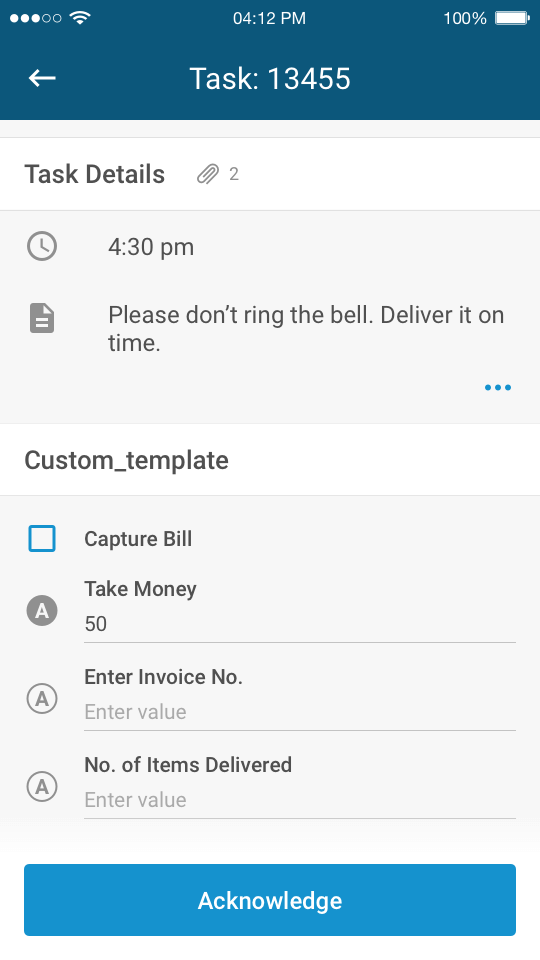 04:12 PM 100%
Task: 13455
Task Details 2
4:30 pm
Please don’t ring the bell. Deliver it on
time.
Custom_template
Capture Bill
Take Money
A 50
Enter Invoice No.
A Enter value
No. of Items Delivered
A Enter value
Acknowledge